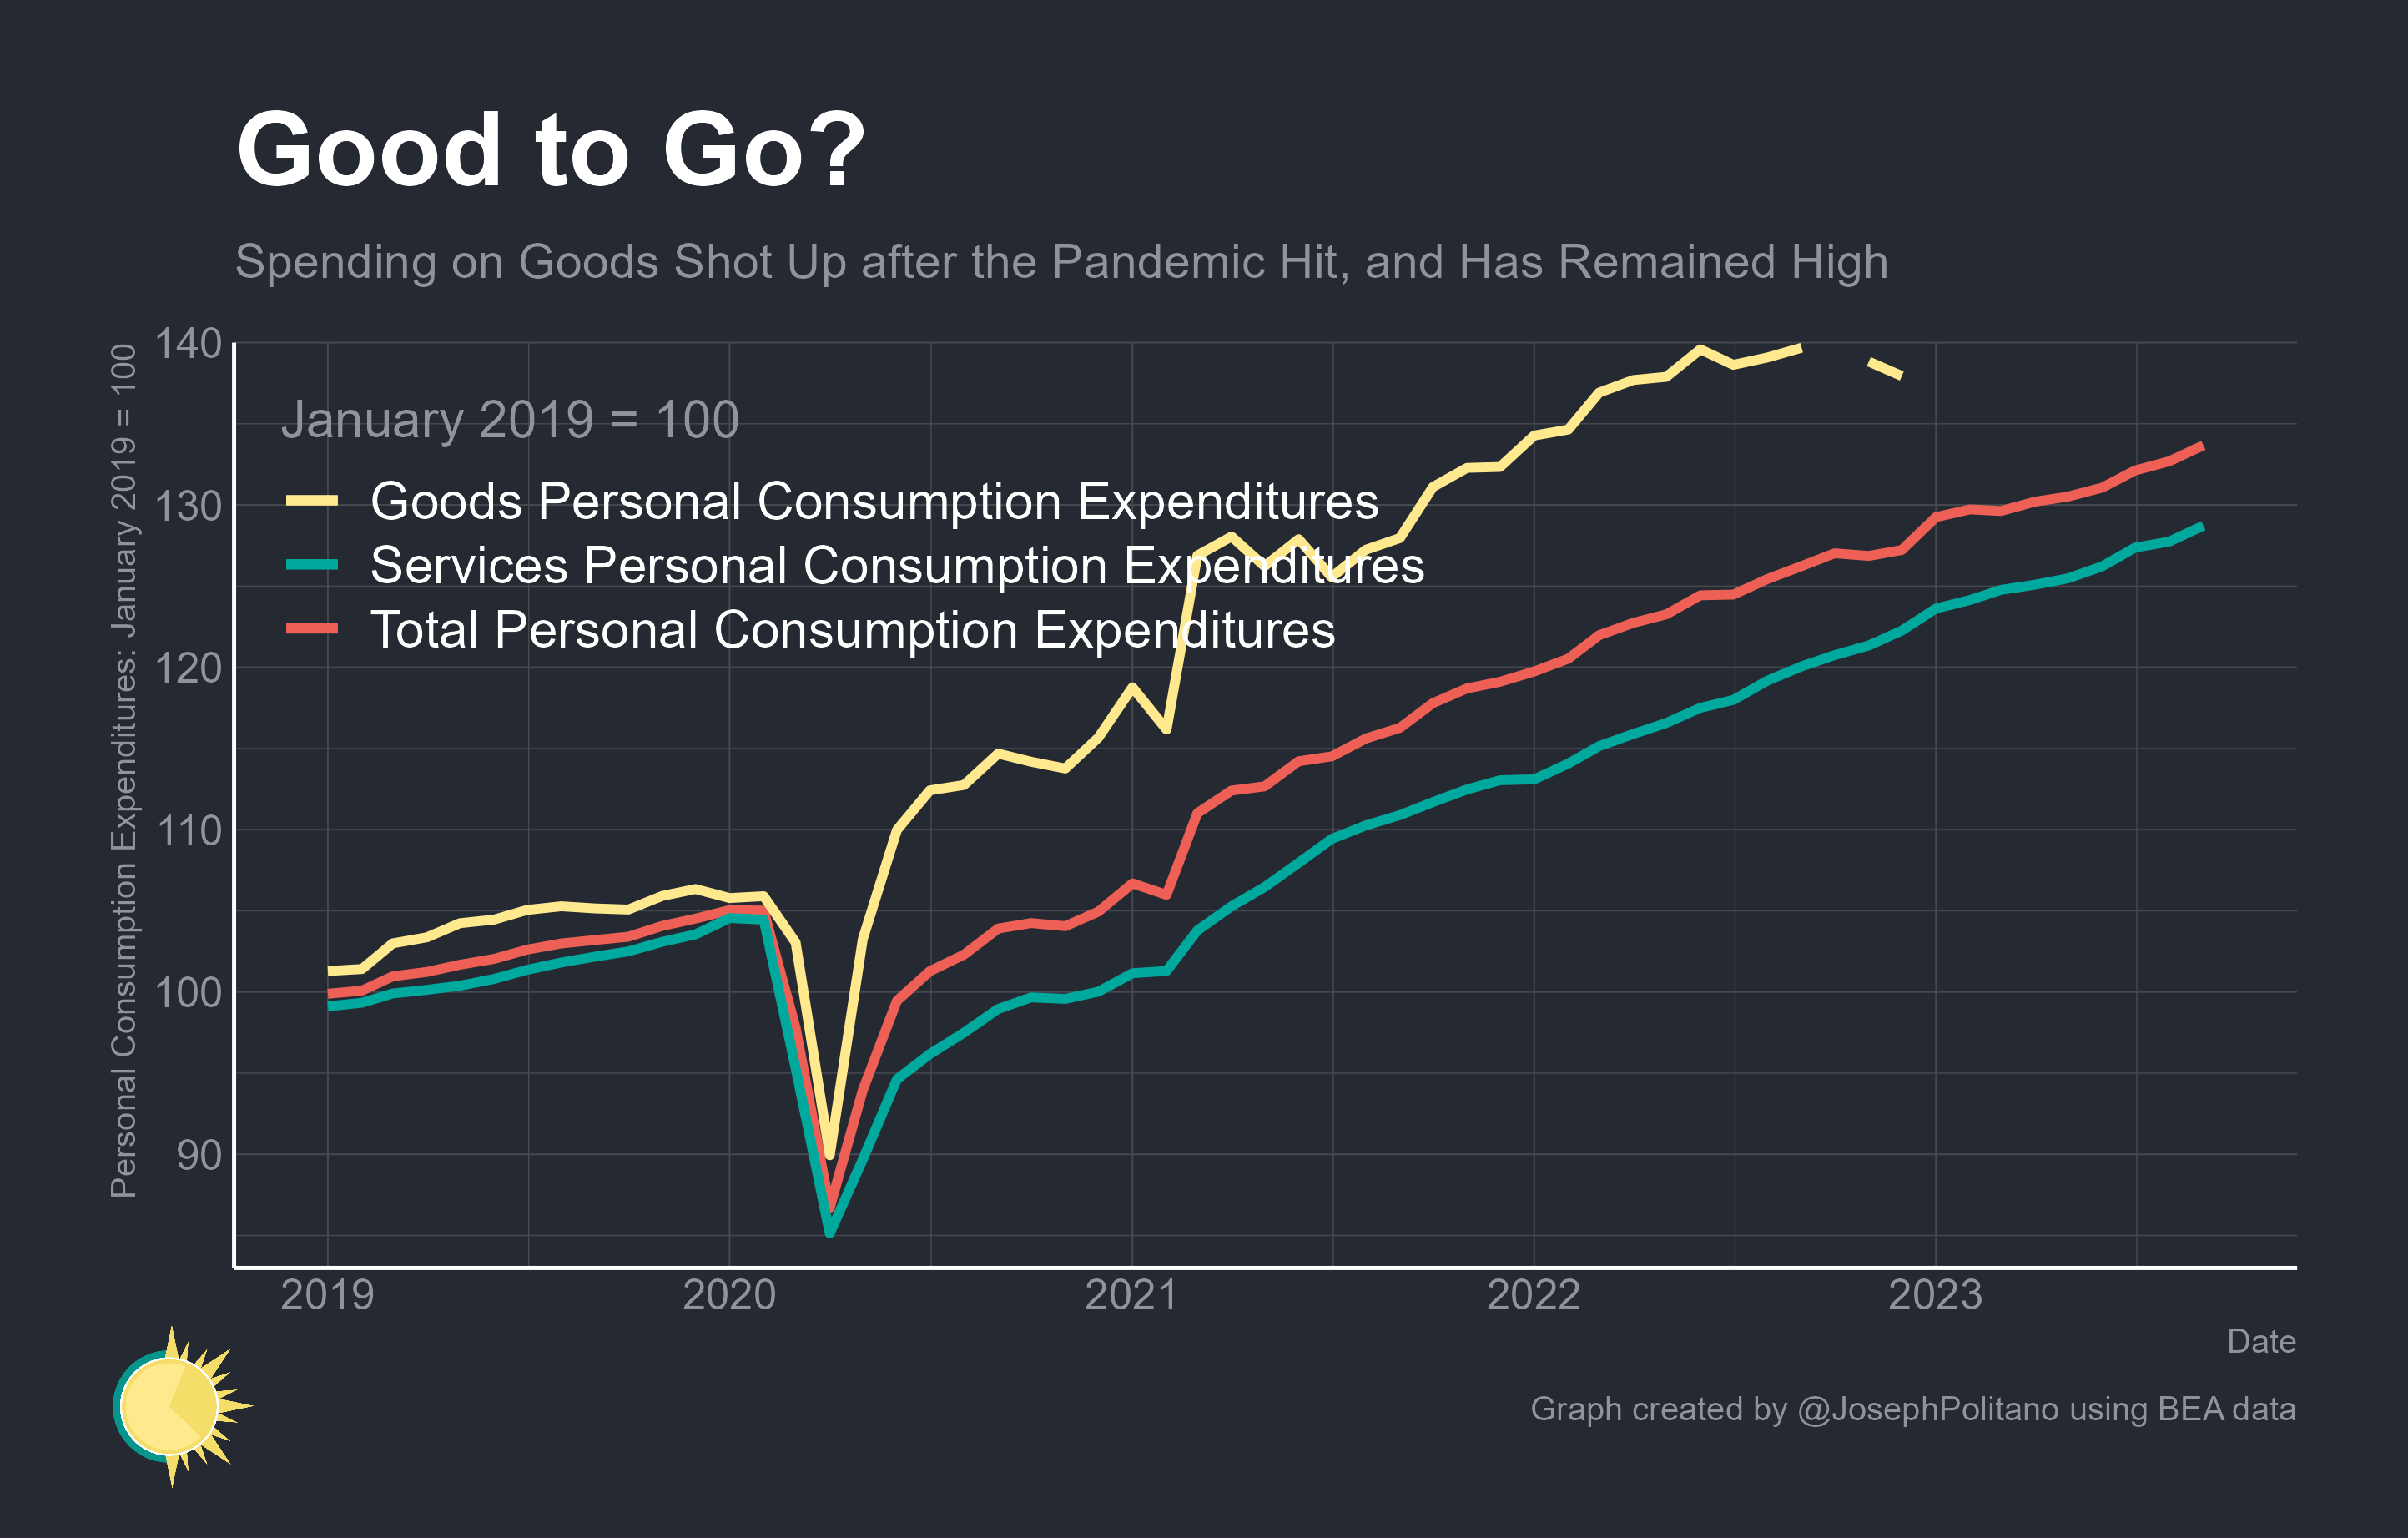 Good to Go?
Spending on Goods Shot Up after the Pandemic Hit, and Has Remained High
Personal Consumption Expenditures: January 2019 = 100
140
130
120
110
100
90
January 2019 = 100
Goods Personal Consumption Expenditures
Services Personal Consumption Expenditures
Total Personal Consumption Expenditures
2019 2020 2021 2022 2023
Date
Graph created by @JosephPolitano using BEA data